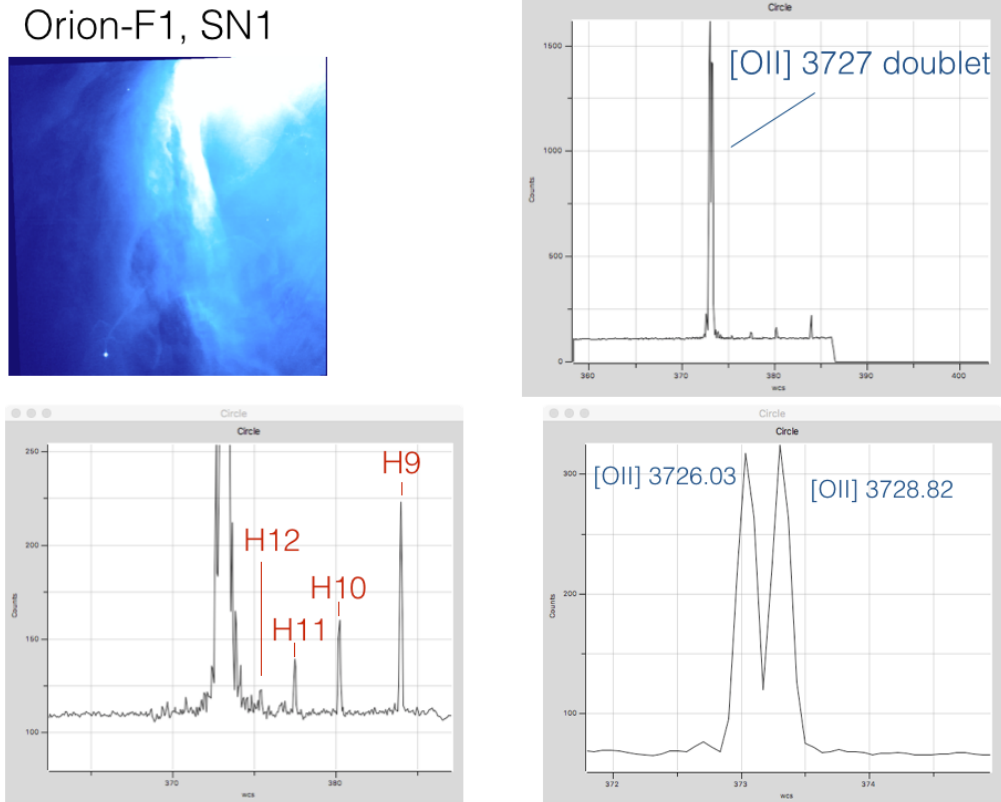 Orion-F1, SN1
Circle
[OII] 3727 doublet
1500
1000
500
0
Counts
360
370
380
390
400
wcs
Circle
Circle
250
200
150
100
Counts
H9
H12
H10
H11
370
380
wcs
Circle
Circle
[OII] 3726.03
[OII] 3728.82
300
200
100
Counts
372
373
374
wcs